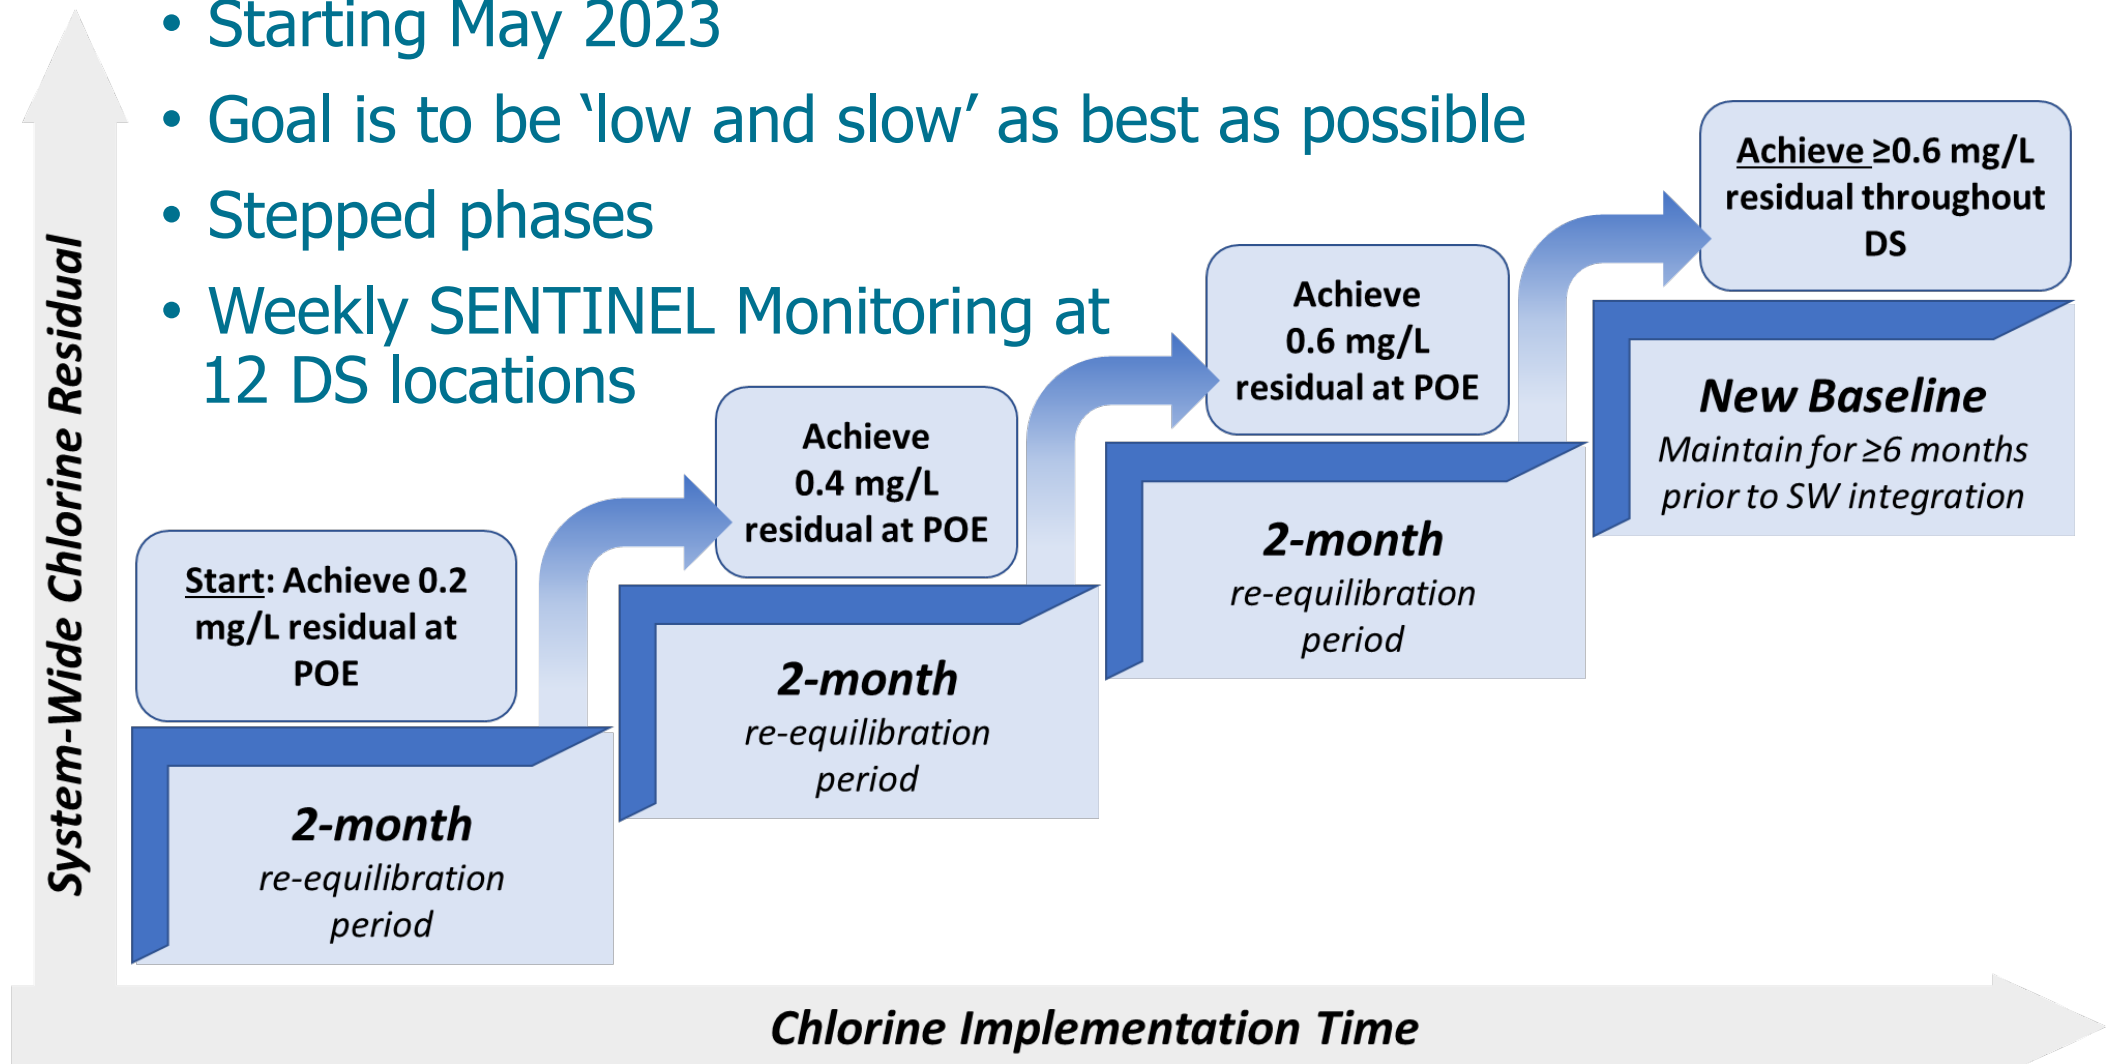 • Starting May 2023
• Goal is to be ‘low and slow’ as best as possible
• Stepped phases
• Weekly SENTINEL Monitoring at
12 DS locations
System-Wide Chlorine Residual
Start: Achieve 0.2
mg/L residual at
POE
2-month
re-equilibration
period
Achieve
0.4 mg/L
residual at POE
2-month
re-equilibration
period
Achieve
0.6 mg/L
residual at POE
2-month
re-equilibration
period
Achieve ≥0.6 mg/L
residual throughout
DS
New Baseline
Maintain for ≥6 months
prior to SW integration
Chlorine Implementation Time